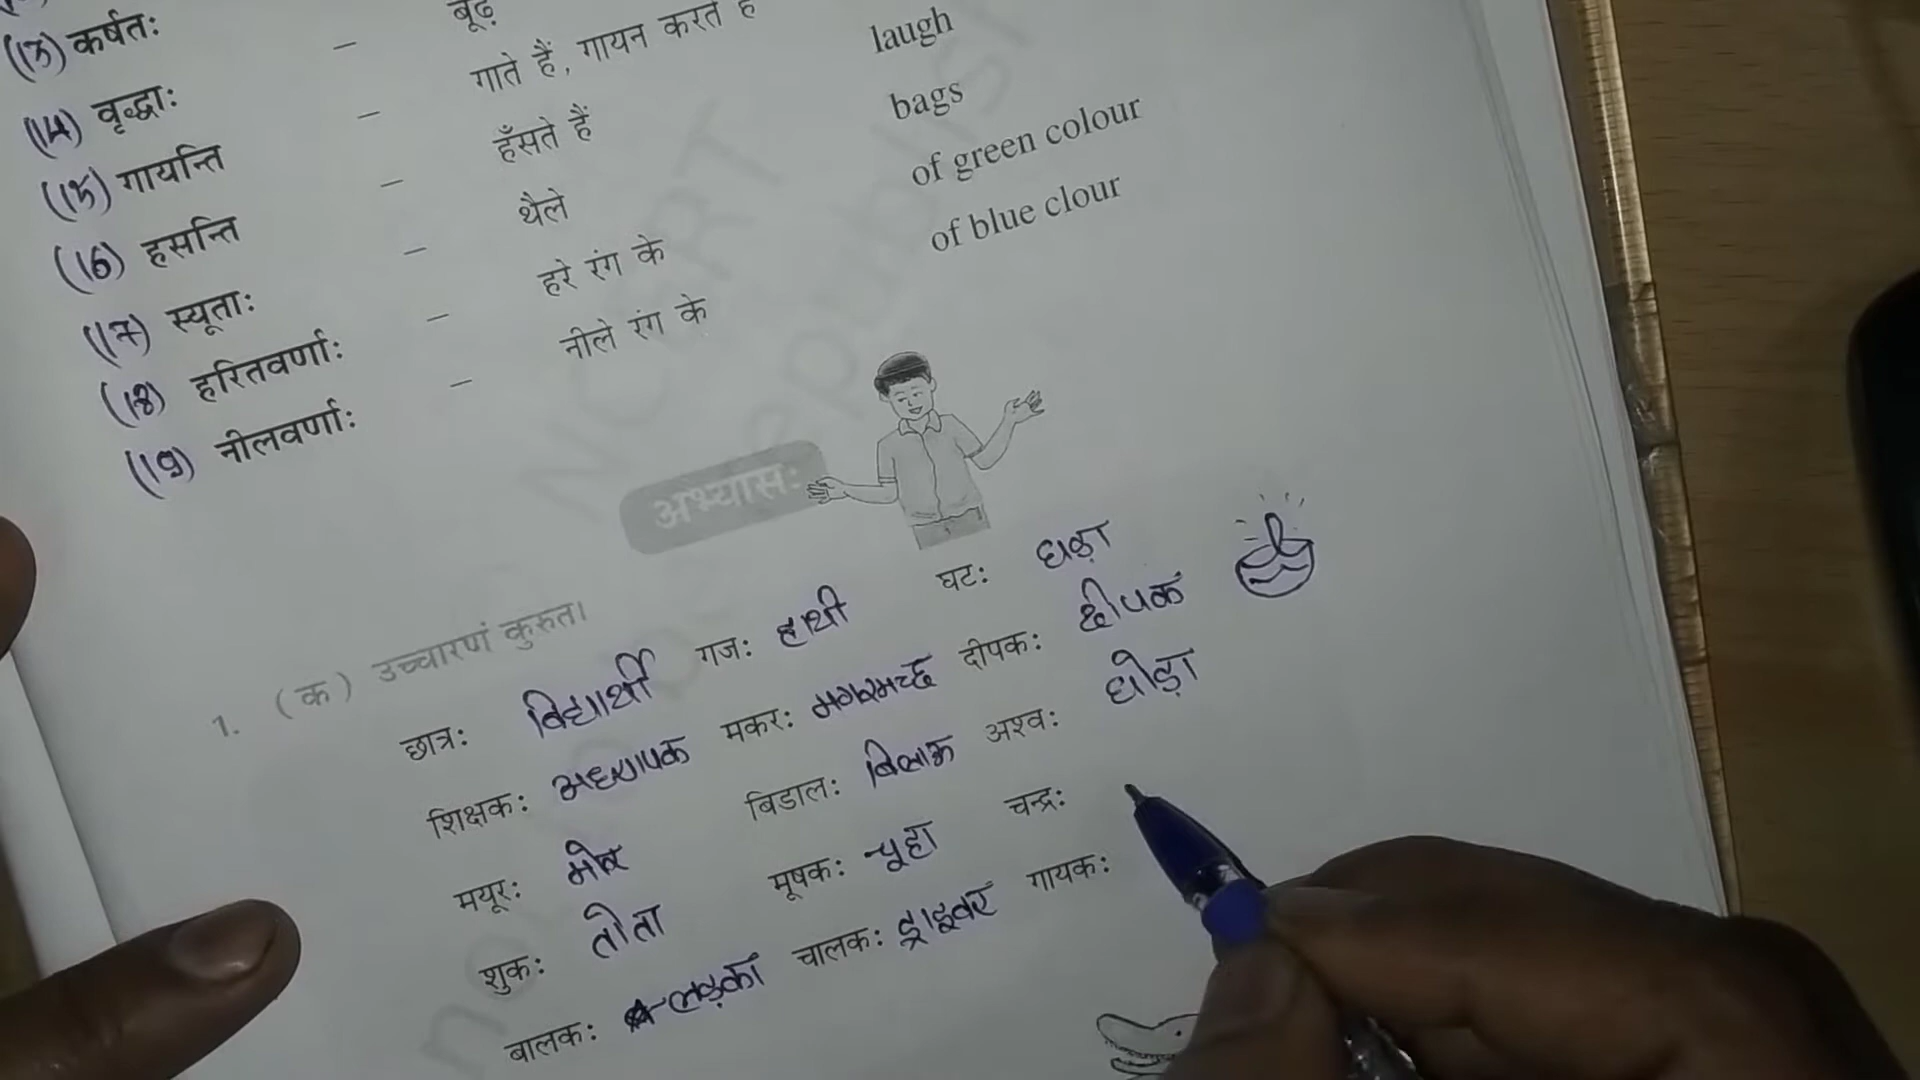 (13) कर्षतः
(14) वृद्धाः – बूढ़े
(15) गायन्ति – गाते हैं, गायन करते हैं laugh
(16) हसन्ति – हँसते हैं bags
(17) स्यूताः – थैले of green colour
(18) हरितवर्णाः – हरे रंग के of blue clour
(19) नीलवर्णाः – नीले रंग के
अभ्यासः
1. (क) उच्चारणं कुरुत।
छात्रः विद्यार्थी गजः हाथी घटः घड़ा
शिक्षकः अध्यापक मकरः मगरमच्छ दीपकः दीपक
मयूरः मोर बिडालः बिलाऊ अश्वः घोड़ा
शुकः तोता मूषकः चूहा चन्द्रः
बालकः लड़का चालकः ड्राइवर गायकः